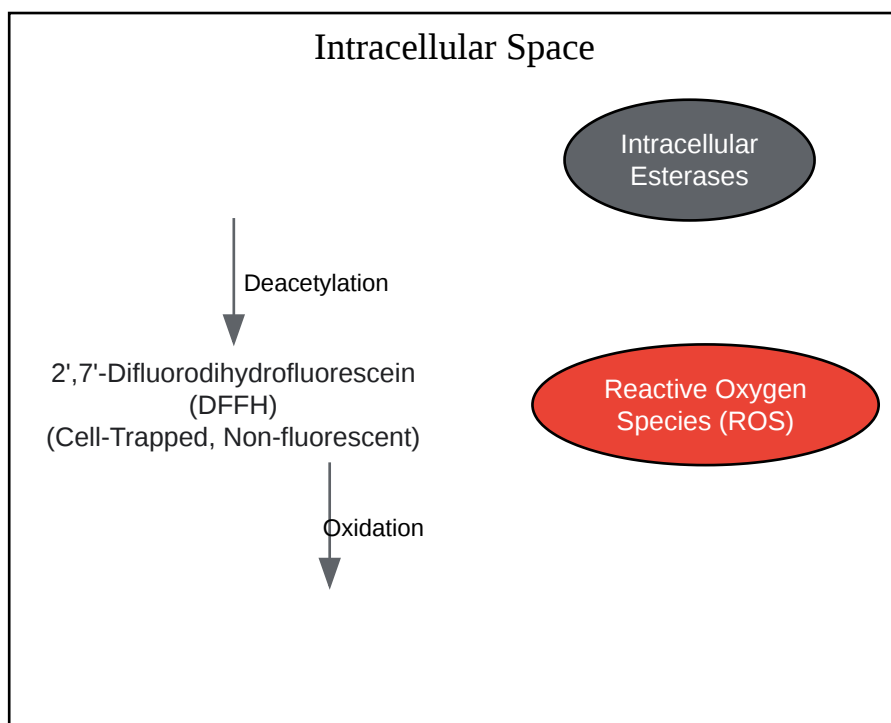 Intracellular Space
Intracellular
Esterases
Deacetylation
2',7'-Difluorodihydrofluorescein
(DFFH)
(Cell-Trapped, Non-fluorescent)
Reactive Oxygen
Species (ROS)
Oxidation